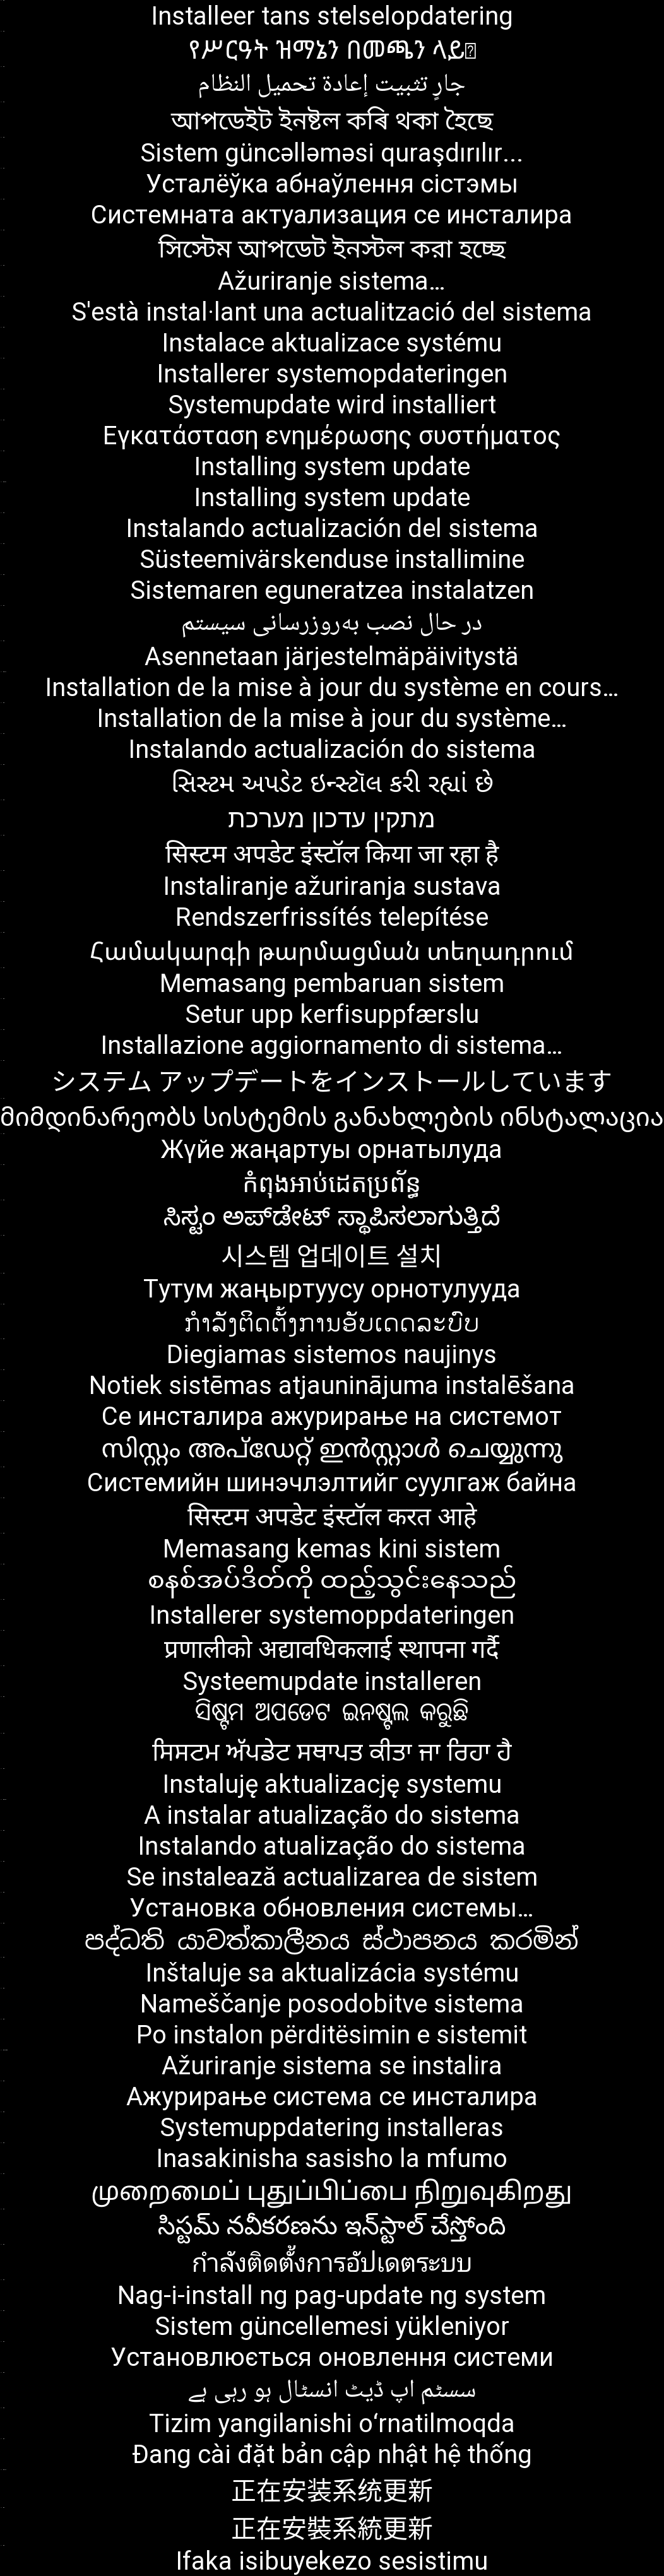 Installeer tans stelselopdatering
የሥርዓት ዝማኔን በመጫን ላይ
جارٍ تثبيت إعادة تحميل النظام
আপডেইট ইনষ্টল কৰি থকা হৈছে
Sistem güncəlləməsi quraşdırılır...
Усталёўка абнаўлення сістэмы
Системната актуализация се инсталира
সিস্টেম আপডেট ইনস্টল করা হচ্ছে
Ažuriranje sistema…
S'està instal·lant una actualització del sistema
Instalace aktualizace systému
Installerer systemopdateringen
Systemupdate wird installiert
Εγκατάσταση ενημέρωσης συστήματος
Installing system update
Installing system update
Instalando actualización del sistema
Süsteemivärskenduse installimine
Sistemaren eguneratzea instalatzen
در حال نصب به‌روزرسانی سیستم
Asennetaan järjestelmäpäivitystä
Installation de la mise à jour du système en cours…
Installation de la mise à jour du système…
Instalando actualización do sistema
સિસ્ટમ અપડેટ ઇન્સ્ટૉલ કરી રહ્યાં છે
מתקין עדכון מערכת
सिस्टम अपडेट इंस्टॉल किया जा रहा है
Instaliranje ažuriranja sustava
Rendszerfrissítés telepítése
Համակարգի թարմացման տեղադրում
Memasang pembaruan sistem
Setur upp kerfisuppfærslu
Installazione aggiornamento di sistema…
システム アップデートをインストールしています
მიმდინარეობს სისტემის განახლების ინსტალაცია
Жүйе жаңартуы орнатылуда
កំពុងអាប់ដេតប្រព័ន្ធ
ಸಿಸ್ಟಂ ಅಪ್‌ಡೇಟ್‌ ಸ್ಥಾಪಿಸಲಾಗುತ್ತಿದೆ
시스템 업데이트 설치
Тутум жаңыртуусу орнотулууда
ກຳລັງຕິດຕັ້ງການອັບເດດລະບົບ
Diegiamas sistemos naujinys
Notiek sistēmas atjauninājuma instalēšana
Се инсталира ажурирање на системот
സിസ്റ്റം അപ്ഡേറ്റ് ഇൻസ്റ്റാൾ ചെയ്യുന്നു
Системийн шинэчлэлтийг суулгаж байна
सिस्टम अपडेट इंस्टॉल करत आहे
Memasang kemas kini sistem
စနစ်အပ်ဒိတ်ကို ထည့်သွင်းနေသည်
Installerer systemoppdateringen
प्रणालीको अद्यावधिकलाई स्थापना गर्दै
Systeemupdate installeren
ସିଷ୍ଟମ ଅପଡେଟ ଇନଷ୍ଟଲ କରୁଛି
ਸਿਸਟਮ ਅੱਪਡੇਟ ਸਥਾਪਤ ਕੀਤਾ ਜਾ ਰਿਹਾ ਹੈ
Instaluję aktualizację systemu
A instalar atualização do sistema
Instalando atualização do sistema
Se instalează actualizarea de sistem
Установка обновления системы…
පද්ධති යාවත්කාලීනය ස්ථාපනය කරමින්
Inštaluje sa aktualizácia systému
Nameščanje posodobitve sistema
Po instalon përditësimin e sistemit
Ažuriranje sistema se instalira
Ажурирање система се инсталира
Systemuppdatering installeras
Inasakinisha sasisho la mfumo
முறைமைப் புதுப்பிப்பை நிறுவுகிறது
సిస్టమ్ నవీకరణను ఇన్‌స్టాల్ చేస్తోంది
กำลังติดตั้งการอัปเดตระบบ
Nag-i-install ng pag-update ng system
Sistem güncellemesi yükleniyor
Установлюється оновлення системи
سسٹم اپ ڈیٹ انسٹال ہو رہی ہے
Tizim yangilanishi o‘rnatilmoqda
Đang cài đặt bản cập nhật hệ thống
正在安装系统更新
正在安裝系統更新
Ifaka isibuyekezo sesistimu